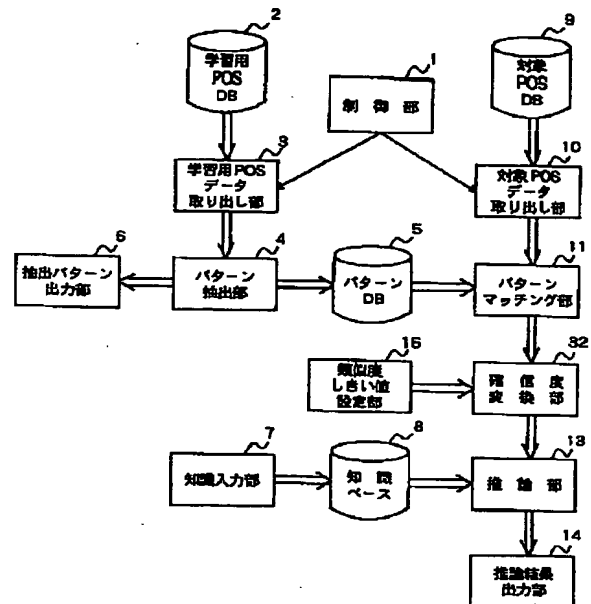 2
学習用
POS
DB
1
制御部
9
対象
POS
DB
3
学習用POS
データ
取り出し部
10
対象POS
データ
取り出し部
6
抽出パターン
出力部
4
パターン
抽出部
5
パターン
DB
11
パターン
マッチング部
15
類似度
しきい値
設定部
32
確信度
変換部
7
知識入力部
8
知識
ベース
13
推論部
14
推論結果
出力部